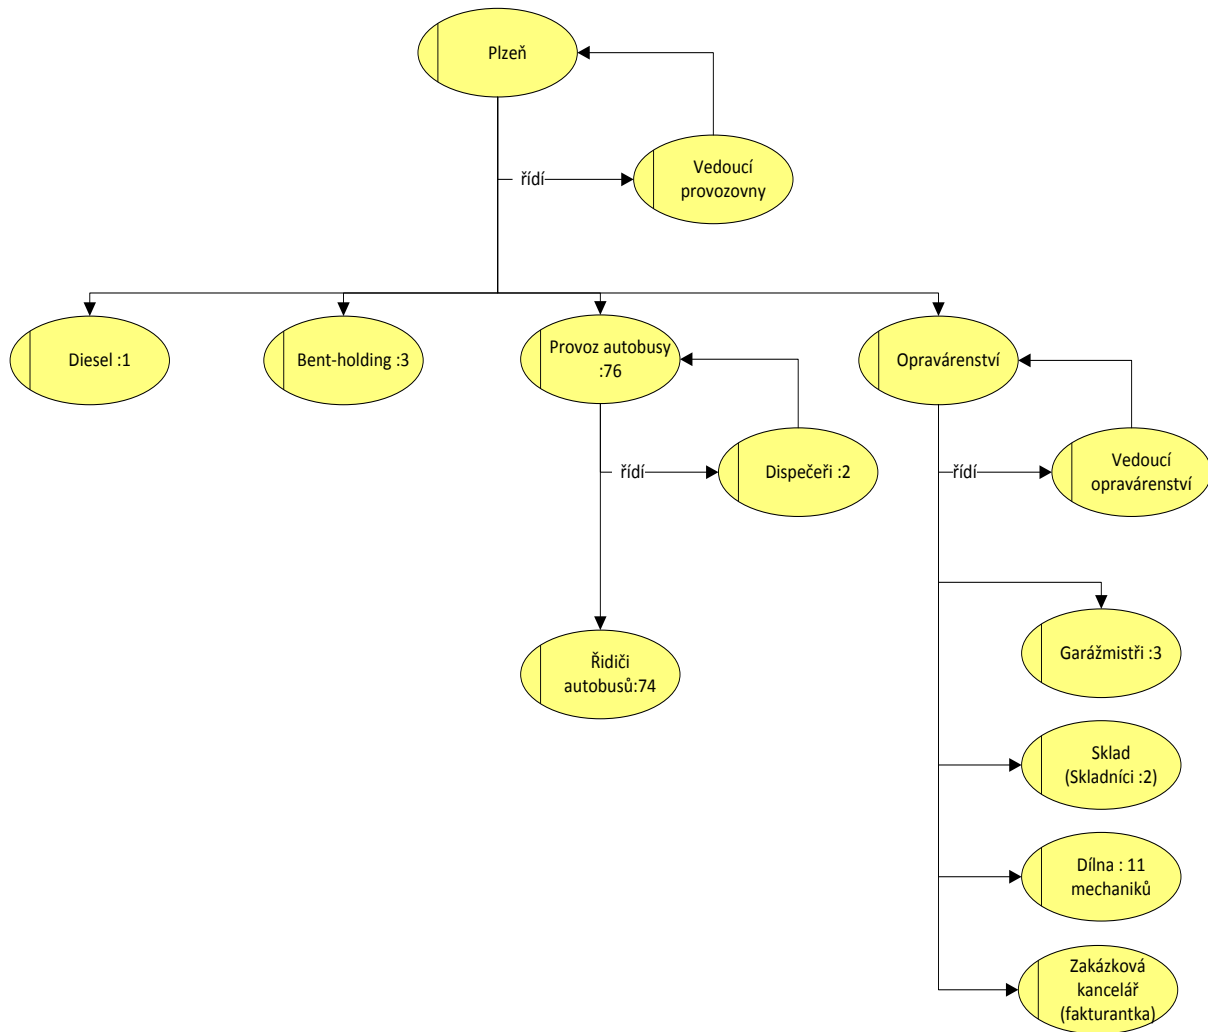 Plzeň
Vedoucí
provozovny
řídí
Diesel :1
Bent-holding :3
Provoz autobusy
:76
Opravárenství
řídí
Dispečeři :2
řídí
Vedoucí
opravárenství
Řidiči
autobusů:74
Garážmistři :3
Sklad
(Skladníci :2)
Dílna : 11
mechaniků
Zakázková
kancelář
(fakturantka)